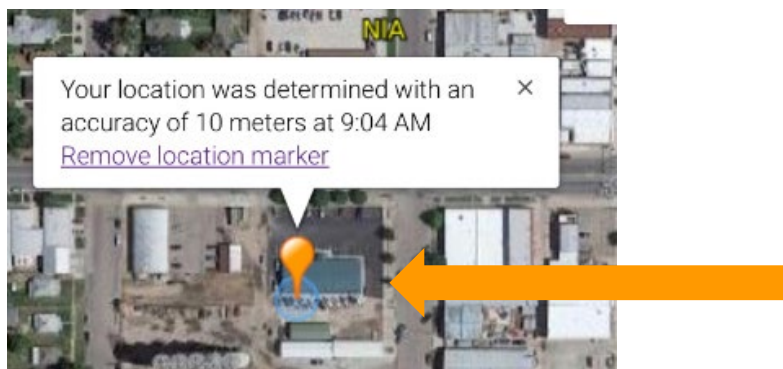 NIA
Your location was determined with an ×
accuracy of 10 meters at 9:04 AM
Remove location marker